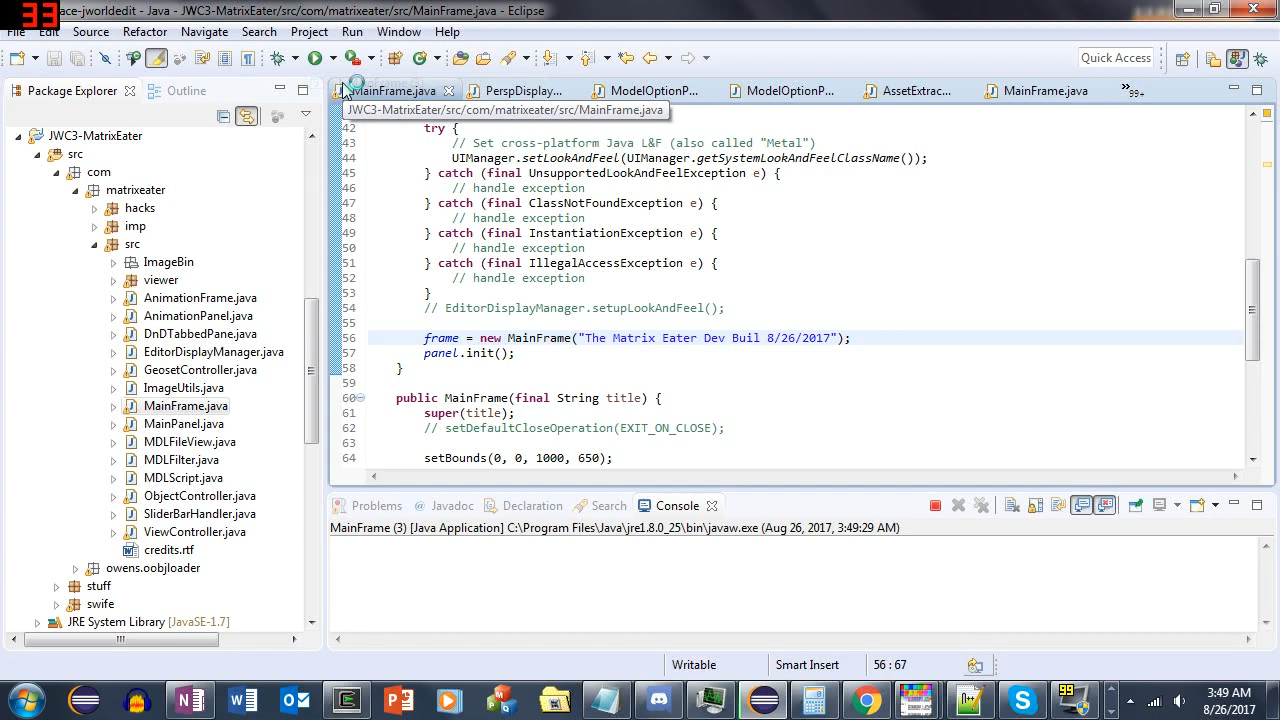 33
ace-jworldedit - Java - JWC3-MatrixEater/src/com/matrixeater/src/MainFrame.java - Eclipse
File Edit Source Refactor Navigate Search Project Run Window Help
Quick Access
Package Explorer Outline
MainFrame.java PerspDisplay... ModelOptionP... ModelOptionP... AssetExtrac... MainFrame.java »99+
JWC3-MatrixEater/src/com/matrixeater/src/MainFrame.java
JWC3-MatrixEater
src
com
matrixeater
hacks
imp
src
ImageBin
viewer
AnimationFrame.java
AnimationPanel.java
DnDTabbedPane.java
EditorDisplayManager.java
GeosetController.java
ImageUtils.java
MainFrame.java
MainPanel.java
MDLFileView.java
MDLFilter.java
MDLScript.java
ObjectController.java
SliderBarHandler.java
ViewController.java
credits.rtf
owens.oobjloader
stuff
swife
JRE System Library [JavaSE-1.7]
42 try {
43 // Set cross-platform Java L&F (also called "Metal")
44 UIManager.setLookAndFeel(UIManager.getSystemLookAndFeelClassName());
45 } catch (final UnsupportedLookAndFeelException e) {
46 // handle exception
47 } catch (final ClassNotFoundException e) {
48 // handle exception
49 } catch (final InstantiationException e) {
50 // handle exception
51 } catch (final IllegalAccessException e) {
52 // handle exception
53 }
54 // EditorDisplayManager.setupLookAndFeel();
55
56 frame = new MainFrame("The Matrix Eater Dev Buil 8/26/2017");
57 panel.init();
58 }
59
60 public MainFrame(final String title) {
61 super(title);
62 // setDefaultCloseOperation(EXIT_ON_CLOSE);
63
64 setBounds(0, 0, 1000, 650);
Problems Javadoc Declaration Search Console
MainFrame (3) [Java Application] C:\Program Files\Java\jre1.8.0_25\bin\javaw.exe (Aug 26, 2017, 3:49:29 AM)
Writable Smart Insert 56 : 67
99
3:49 AM
8/26/2017